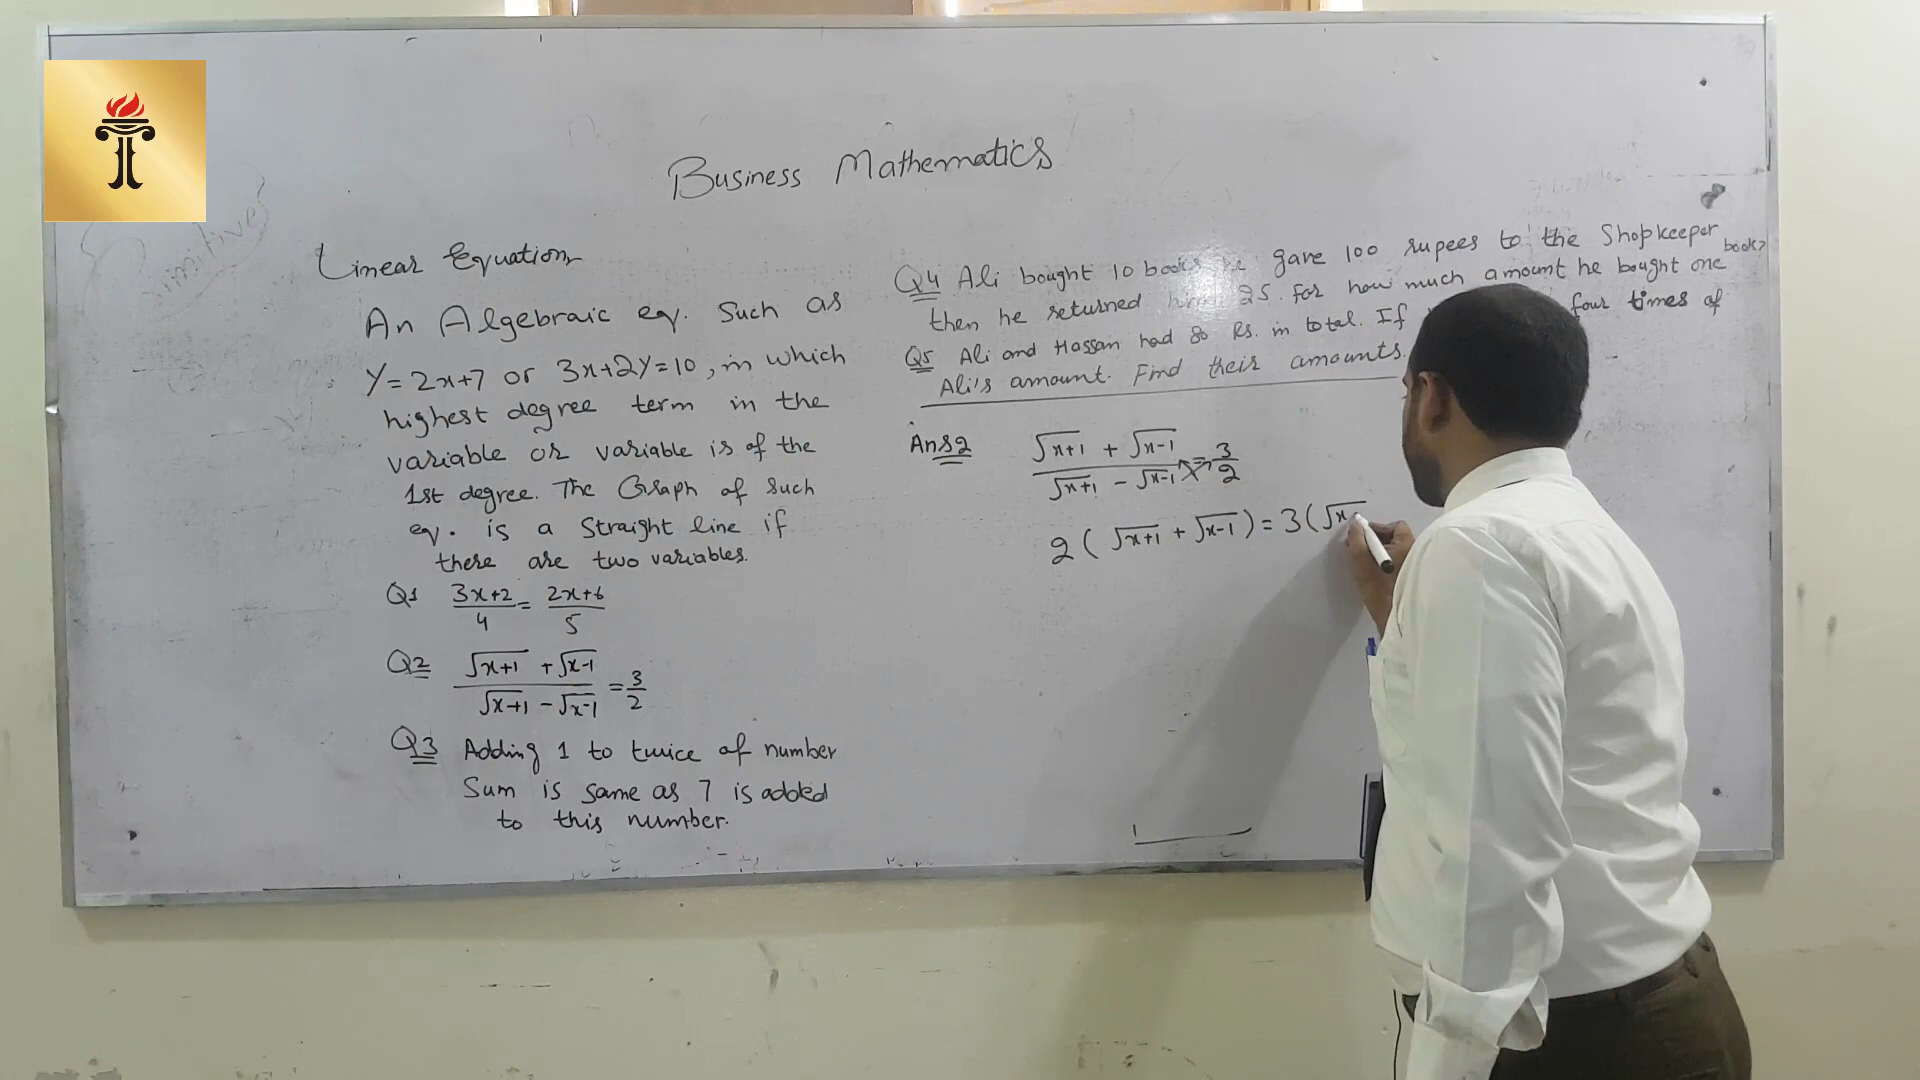 Business Mathematics
Linear Equation
An Algebraic eq. Such as
Y=2x+7 or 3x+2Y=10, in which
highest degree term in the
variable or variable is of the
1st degree. The Graph of such
eq. is a straight line if
there are two variables.
Q1 (3x+2)/4 = (2x+6)/5
Q2 (√x+1 + √x-1)/(√x+1 - √x-1) = 3/2
Q3 Adding 1 to twice of number
Sum is same as 7 is added
to this number.
Q4 Ali bought 10 books gave 100 rupees to the Shopkeeper
then he returned 25. For how much amount he bought one book?
Q5 Ali and Hassan had 80 Rs. in total. If four times of
Ali's amount. Find their amounts.
Ans2 (√x+1 + √x-1)/(√x+1 - √x-1) = 3/2
2(√x+1 + √x-1) = 3(√x